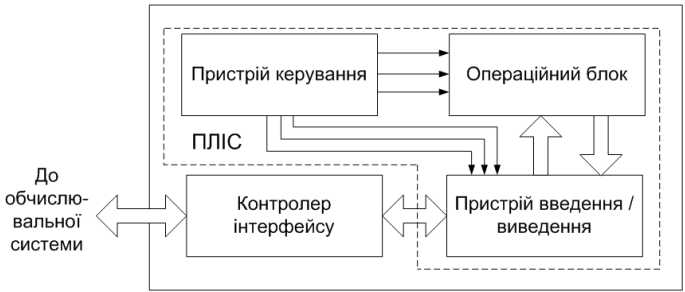 Пристрій керування
Операційний блок
ПЛІС
До
обчислю-
вальної
системи
Контролер
інтерфейсу
Пристрій введення /
виведення